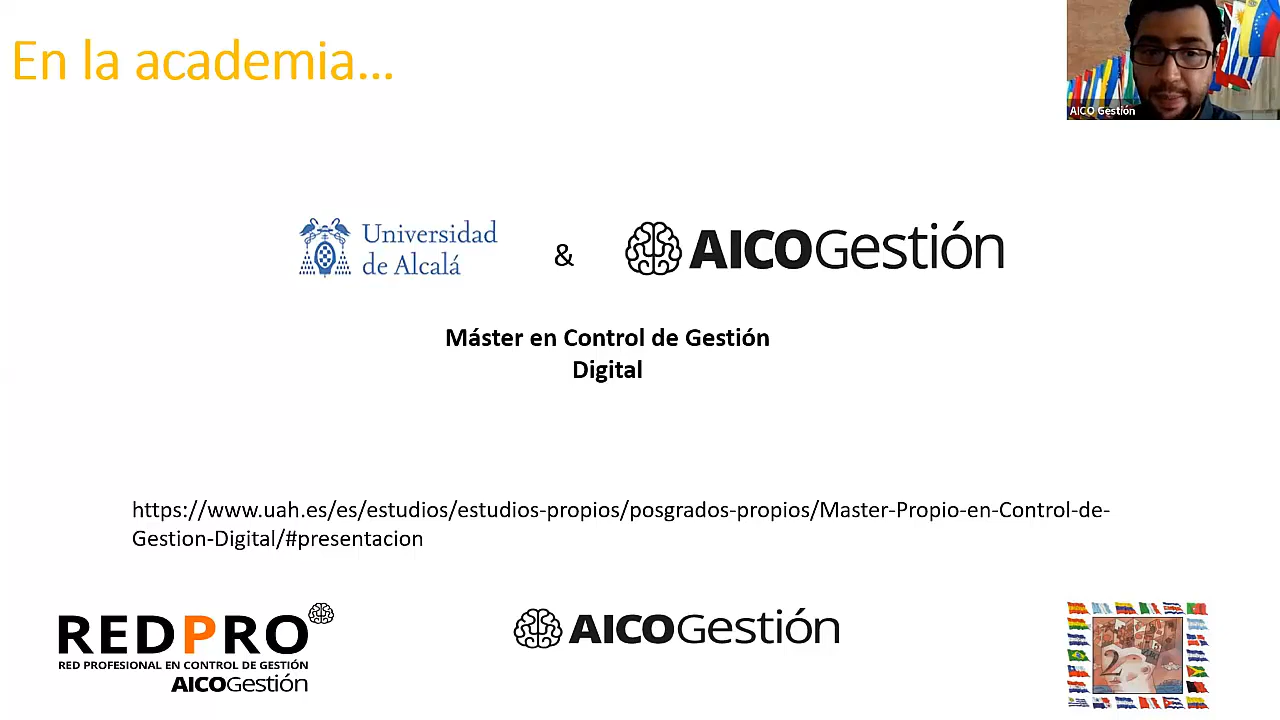 En la academia...
AICO Gestión
Universidad
de Alcalá
&
AICOGestión
Máster en Control de Gestión
Digital
https://www.uah.es/es/estudios/estudios-propios/posgrados-propios/Master-Propio-en-Control-de-
Gestion-Digital/#presentacion
REDPRO
RED PROFESIONAL EN CONTROL DE GESTIÓN
AICOGestión
AICOGestión
2